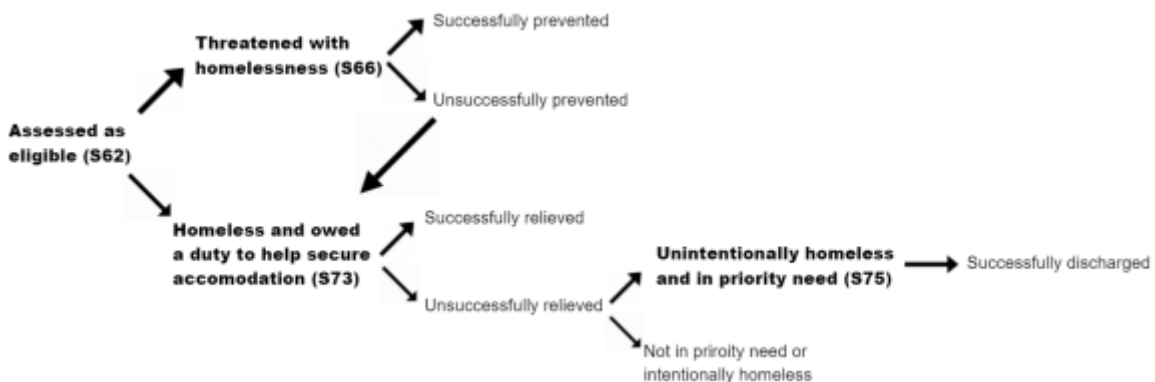 Successfully prevented
Threatened with
homelessness (S66)
Unsuccessfully prevented
Assessed as
eligible (S62)
Successfully relieved
Homeless and owed
a duty to help secure
accomodation (S73)
Unintentionally homeless
and in priority need (S75)
Successfully discharged
Unsuccessfully relieved
Not in priroity need or
intentionally homeless